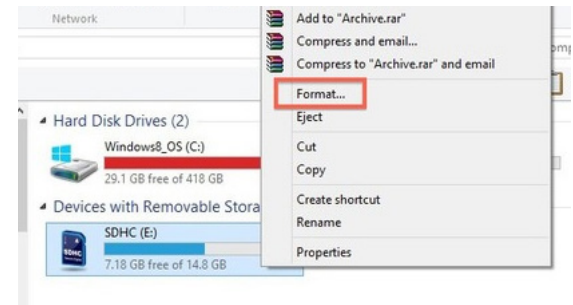 Network
Add to "Archive.rar"
Compress and email...
Compress to "Archive.rar" and email
Format...
Eject
Cut
Copy
Create shortcut
Rename
Properties
Hard Disk Drives (2)
Windows8_OS (C:)
29.1 GB free of 418 GB
Devices with Removable Stora
SDHC (E:)
7.18 GB free of 14.8 GB
SDHC